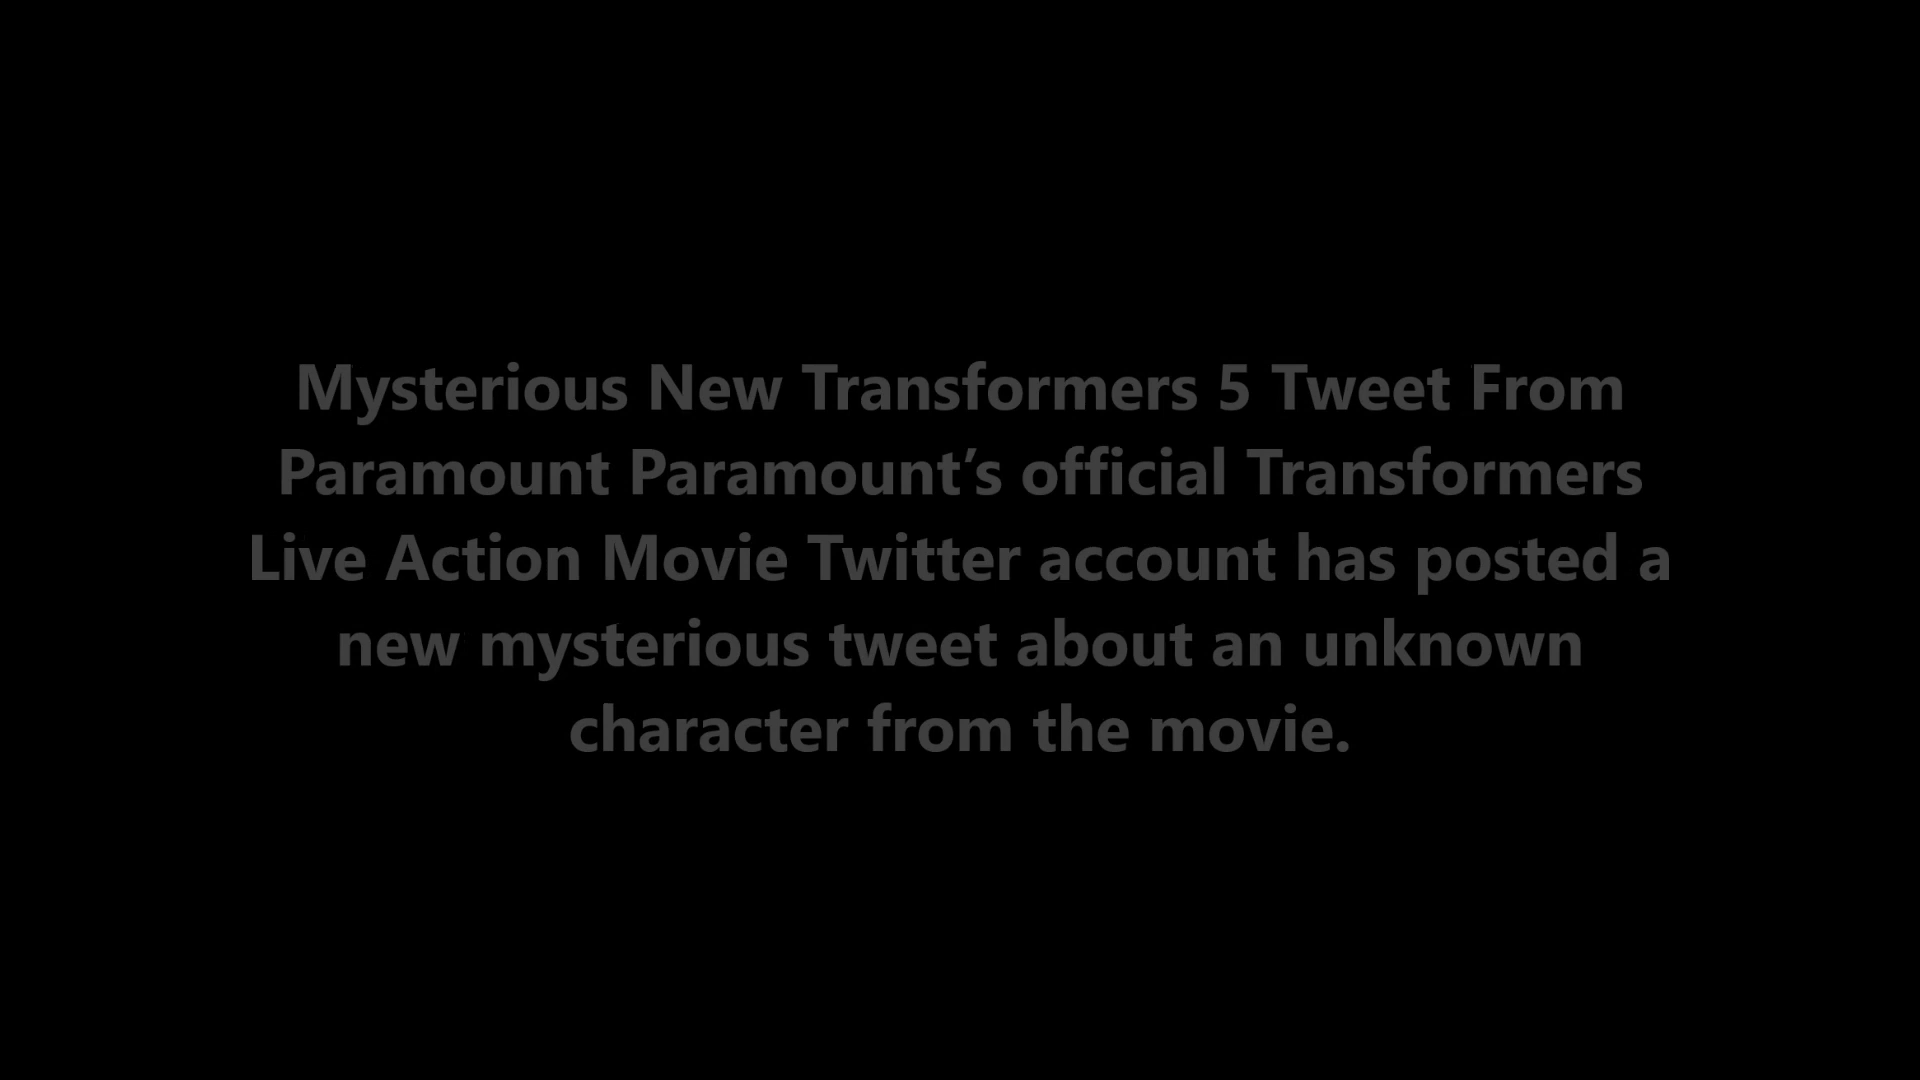 Mysterious New Transformers 5 Tweet From
Paramount Paramount’s official Transformers
Live Action Movie Twitter account has posted a
new mysterious tweet about an unknown
character from the movie.